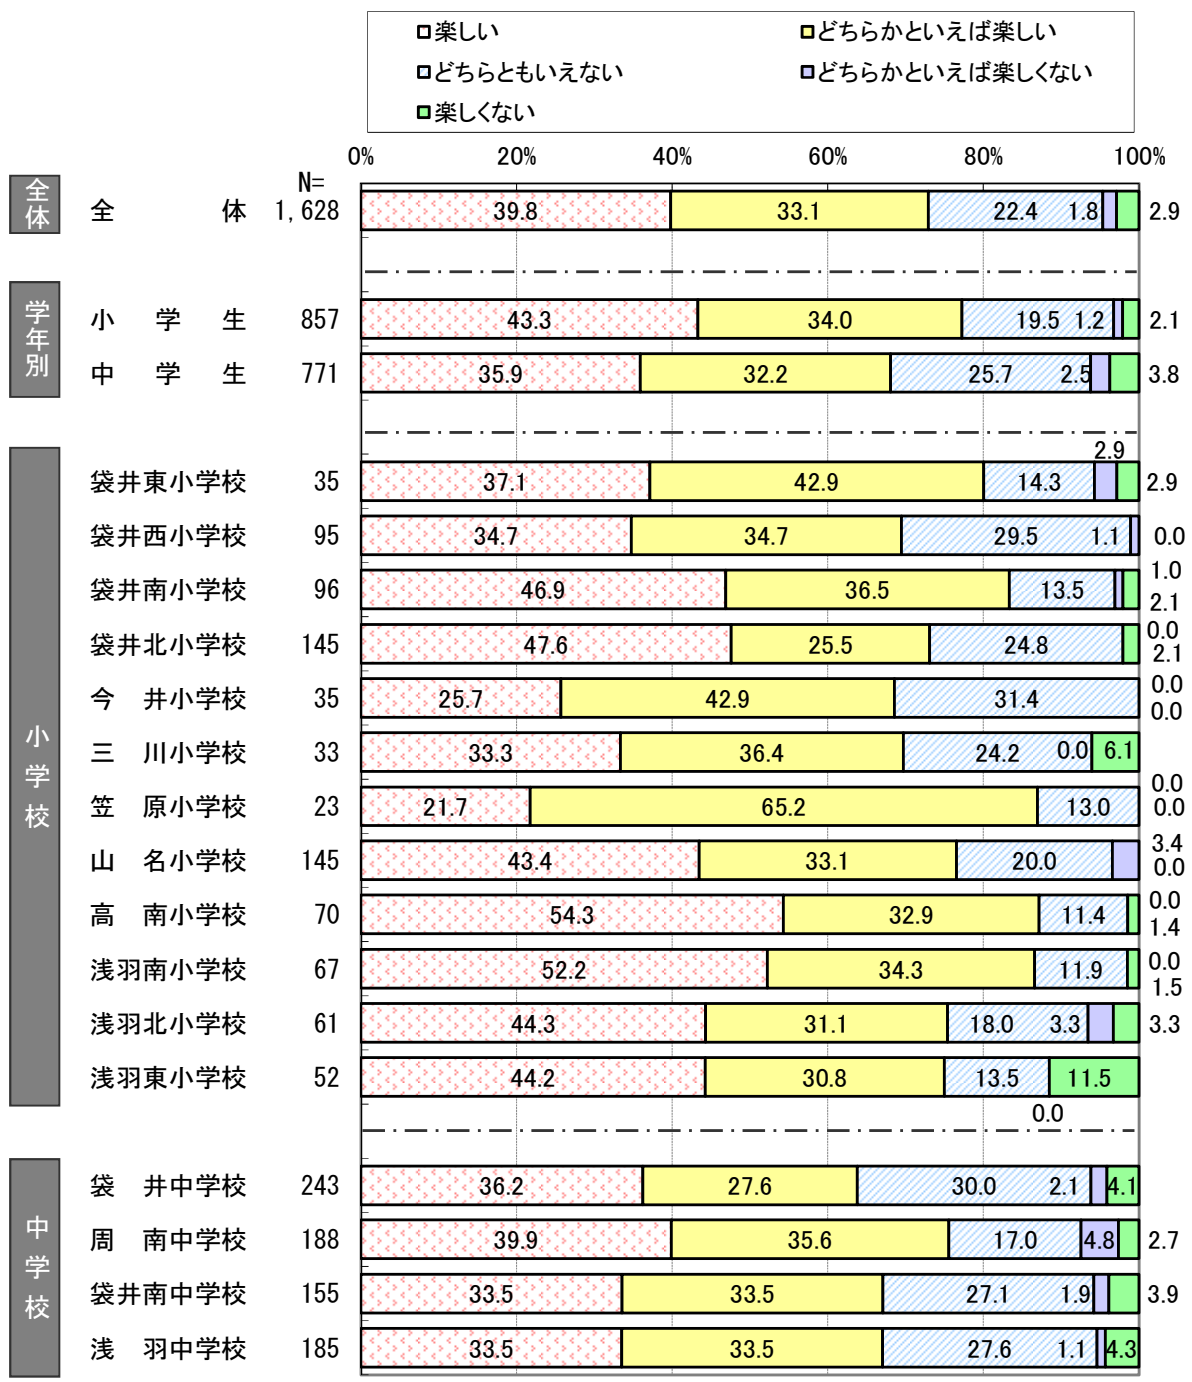 楽しい どちらかといえば楽しい
どちらともいえない どちらかといえば楽しくない
楽しくない
0% 20% 40% 60% 80% 100%
N=
全体 全 体 1,628 39.8 33.1 22.4 1.8 2.9
学年別
小 学 生 857 43.3 34.0 19.5 1.2 2.1
中 学 生 771 35.9 32.2 25.7 2.5 3.8
小学校
袋井東小学校 35 37.1 42.9 14.3 2.9 2.9
袋井西小学校 95 34.7 34.7 29.5 1.1 0.0
袋井南小学校 96 46.9 36.5 13.5 1.0 2.1
袋井北小学校 145 47.6 25.5 24.8 0.0 2.1
今 井小学校 35 25.7 42.9 31.4 0.0 0.0
三 川小学校 33 33.3 36.4 24.2 0.0 6.1
笠 原小学校 23 21.7 65.2 13.0 0.0 0.0
山 名小学校 145 43.4 33.1 20.0 3.4 0.0
高 南小学校 70 54.3 32.9 11.4 0.0 1.4
浅羽南小学校 67 52.2 34.3 11.9 0.0 1.5
浅羽北小学校 61 44.3 31.1 18.0 3.3 3.3
浅羽東小学校 52 44.2 30.8 13.5 0.0 11.5
中学校
袋 井中学校 243 36.2 27.6 30.0 2.1 4.1
周 南中学校 188 39.9 35.6 17.0 4.8 2.7
袋井南中学校 155 33.5 33.5 27.1 1.9 3.9
浅 羽中学校 185 33.5 33.5 27.6 1.1 4.3